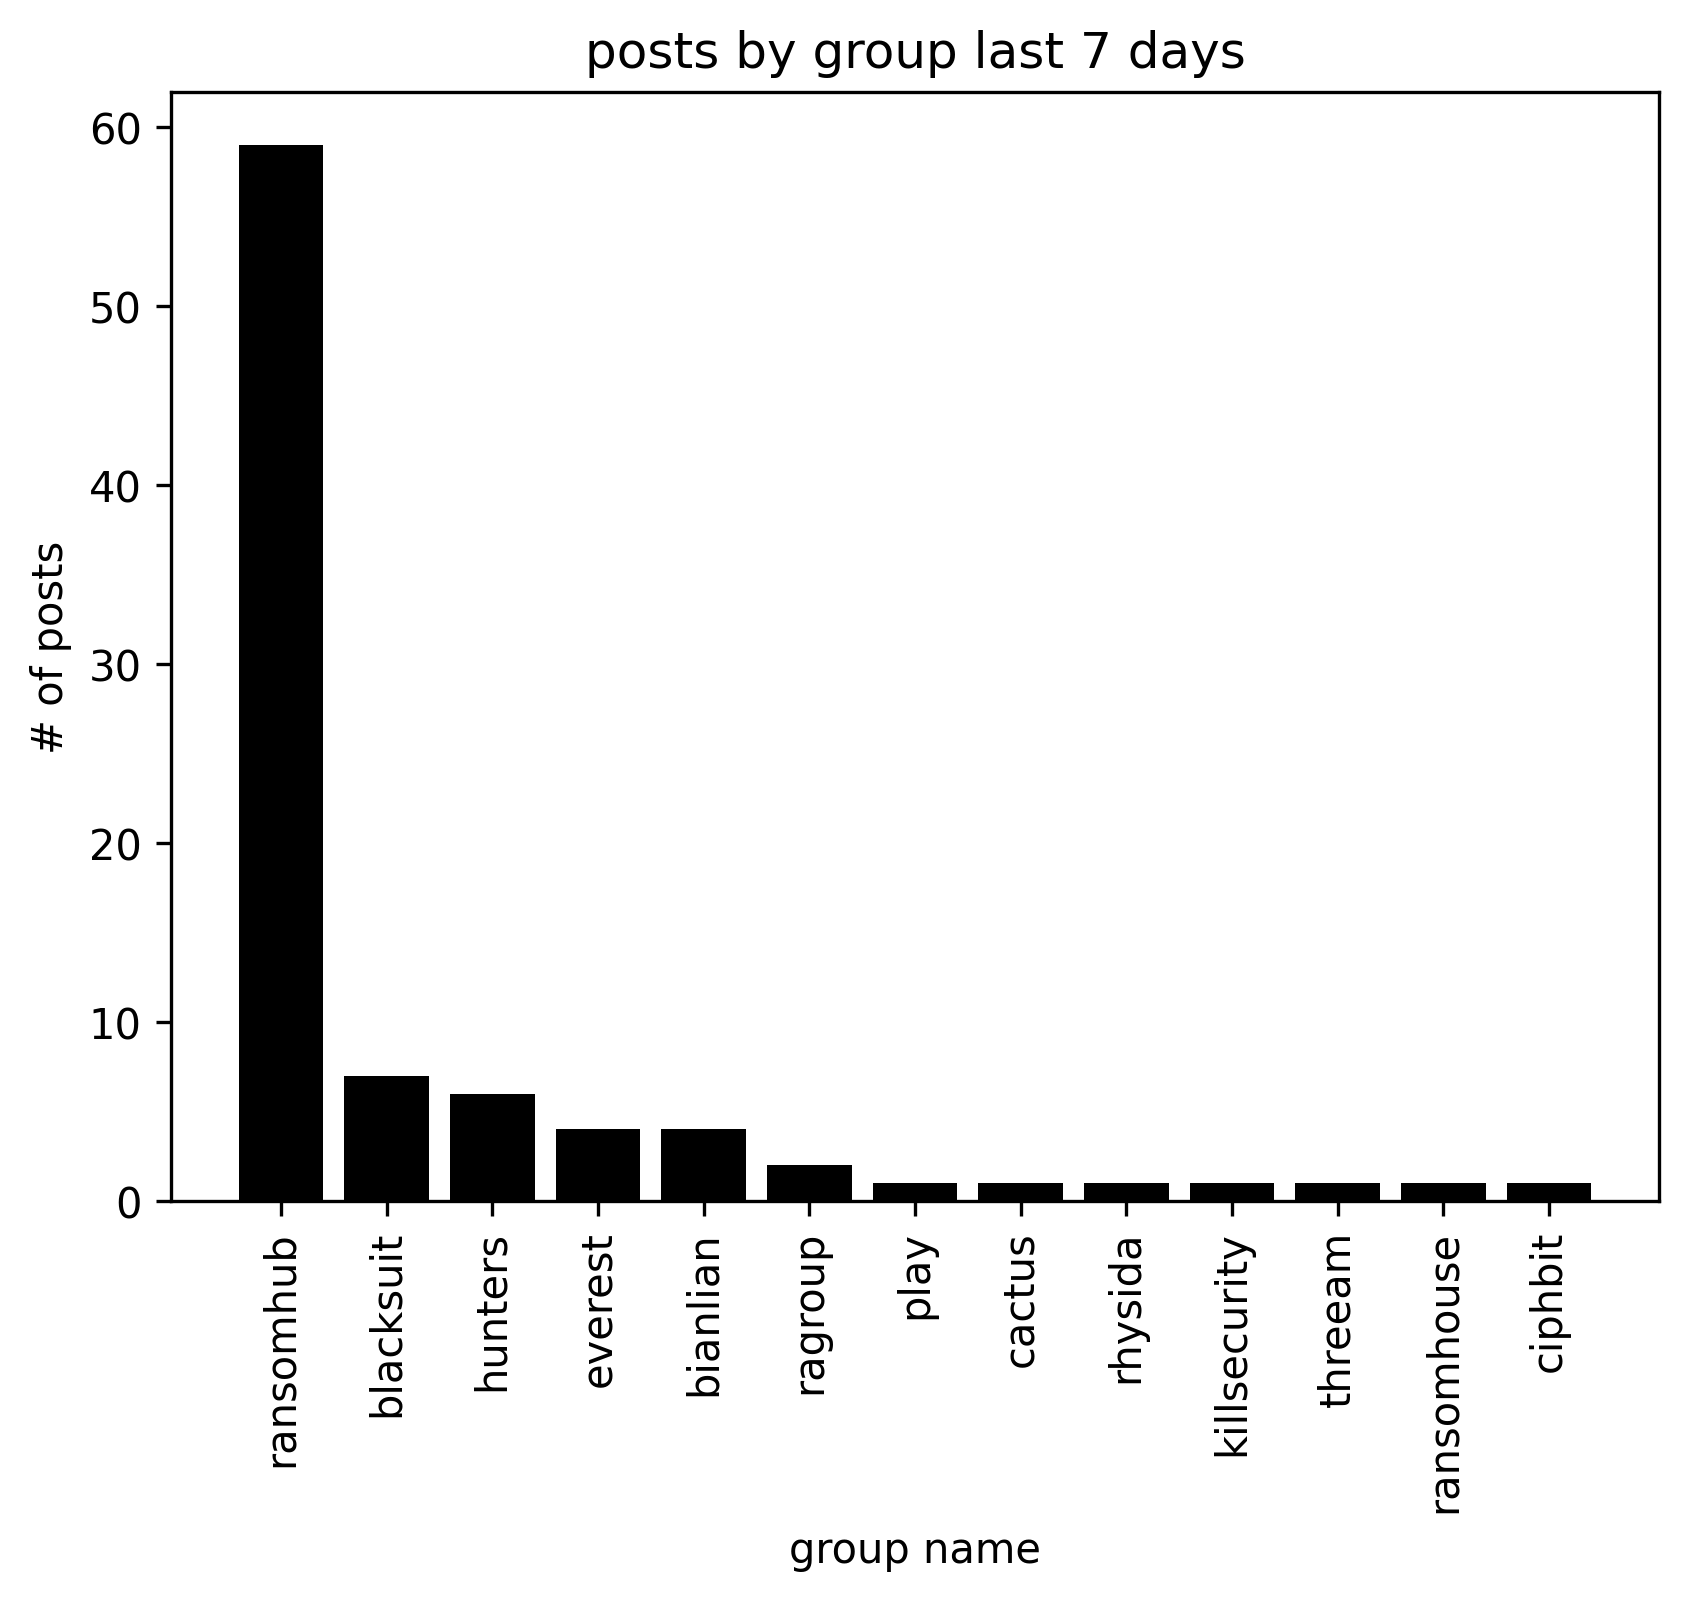 posts by group last 7 days
60
50
40
30
20
10
0
# of posts
ransomhub
blacksuit
hunters
everest
bianlian
ragroup
play
cactus
rhysida
killsecurity
threeam
ransomhouse
ciphbit
group name